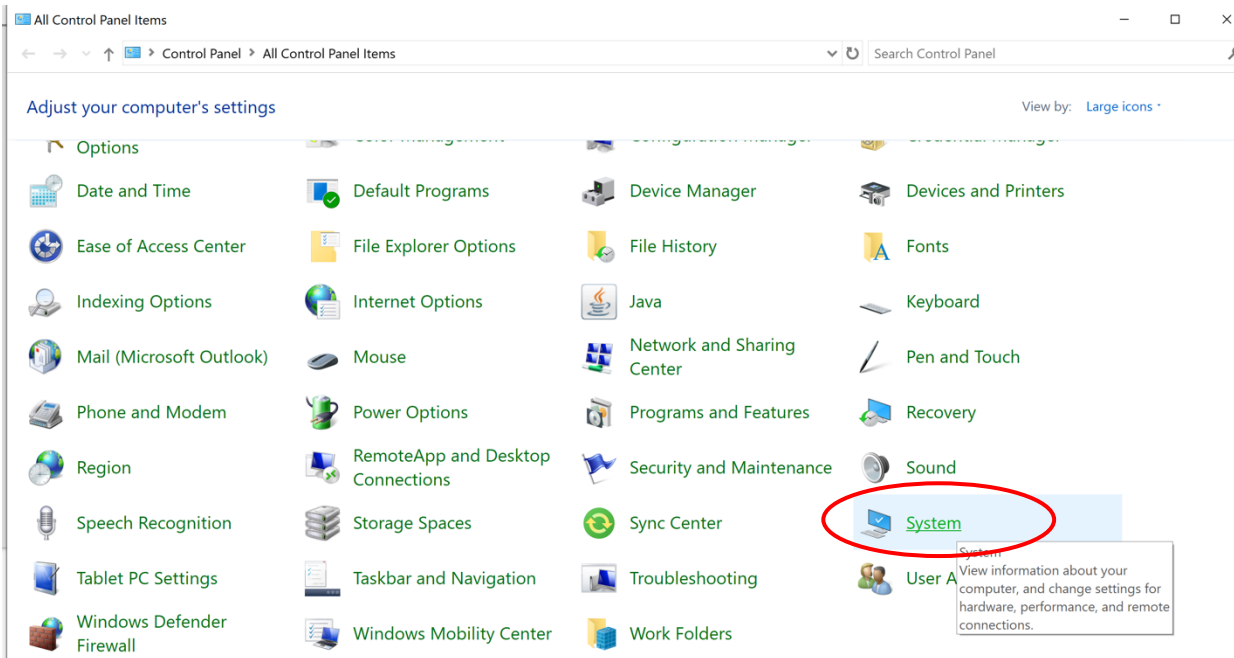 All Control Panel Items
Control Panel > All Control Panel Items
Search Control Panel
Adjust your computer's settings
View by: Large icons
Options
Color Management
Configuration Manager
Credential Manager
Date and Time
Default Programs
Device Manager
Devices and Printers
Ease of Access Center
File Explorer Options
File History
Fonts
Indexing Options
Internet Options
Java
Keyboard
Mail (Microsoft Outlook)
Mouse
Network and Sharing
Center
Pen and Touch
Phone and Modem
Power Options
Programs and Features
Recovery
Region
RemoteApp and Desktop
Connections
Security and Maintenance
Sound
Speech Recognition
Storage Spaces
Sync Center
System
Tablet PC Settings
Taskbar and Navigation
Troubleshooting
User A
System
View information about your
computer, and change settings for
hardware, performance, and remote
connections.
Windows Defender
Firewall
Windows Mobility Center
Work Folders